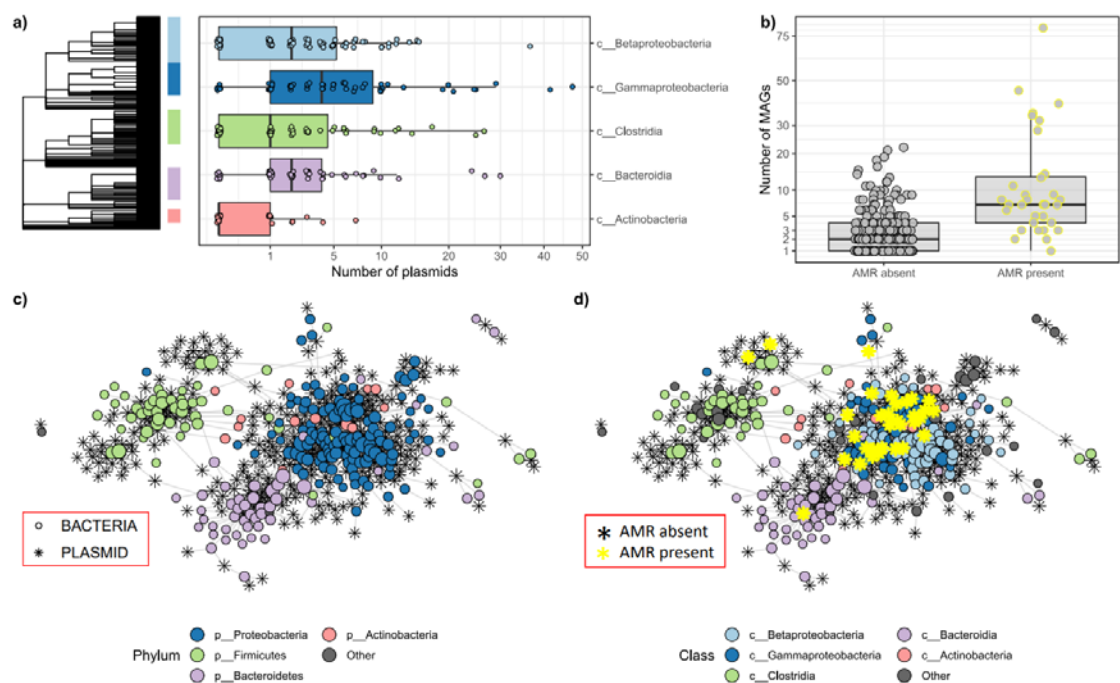 a)
c__Betaproteobacteria
c__Gammaproteobacteria
c__Clostridia
c__Bacteroidia
c__Actinobacteria
1 5 10 20 30 40 50
Number of plasmids
b)
Number of MAGs
75
50
30
20
10
5
3
2
1
AMR absent AMR present
c)
BACTERIA
PLASMID
Phylum
p__Proteobacteria p__Actinobacteria
p__Firmicutes Other
p__Bacteroidetes
d)
AMR absent
AMR present
Class
c__Betaproteobacteria c__Bacteroidia
c__Gammaproteobacteria c__Actinobacteria
c__Clostridia Other